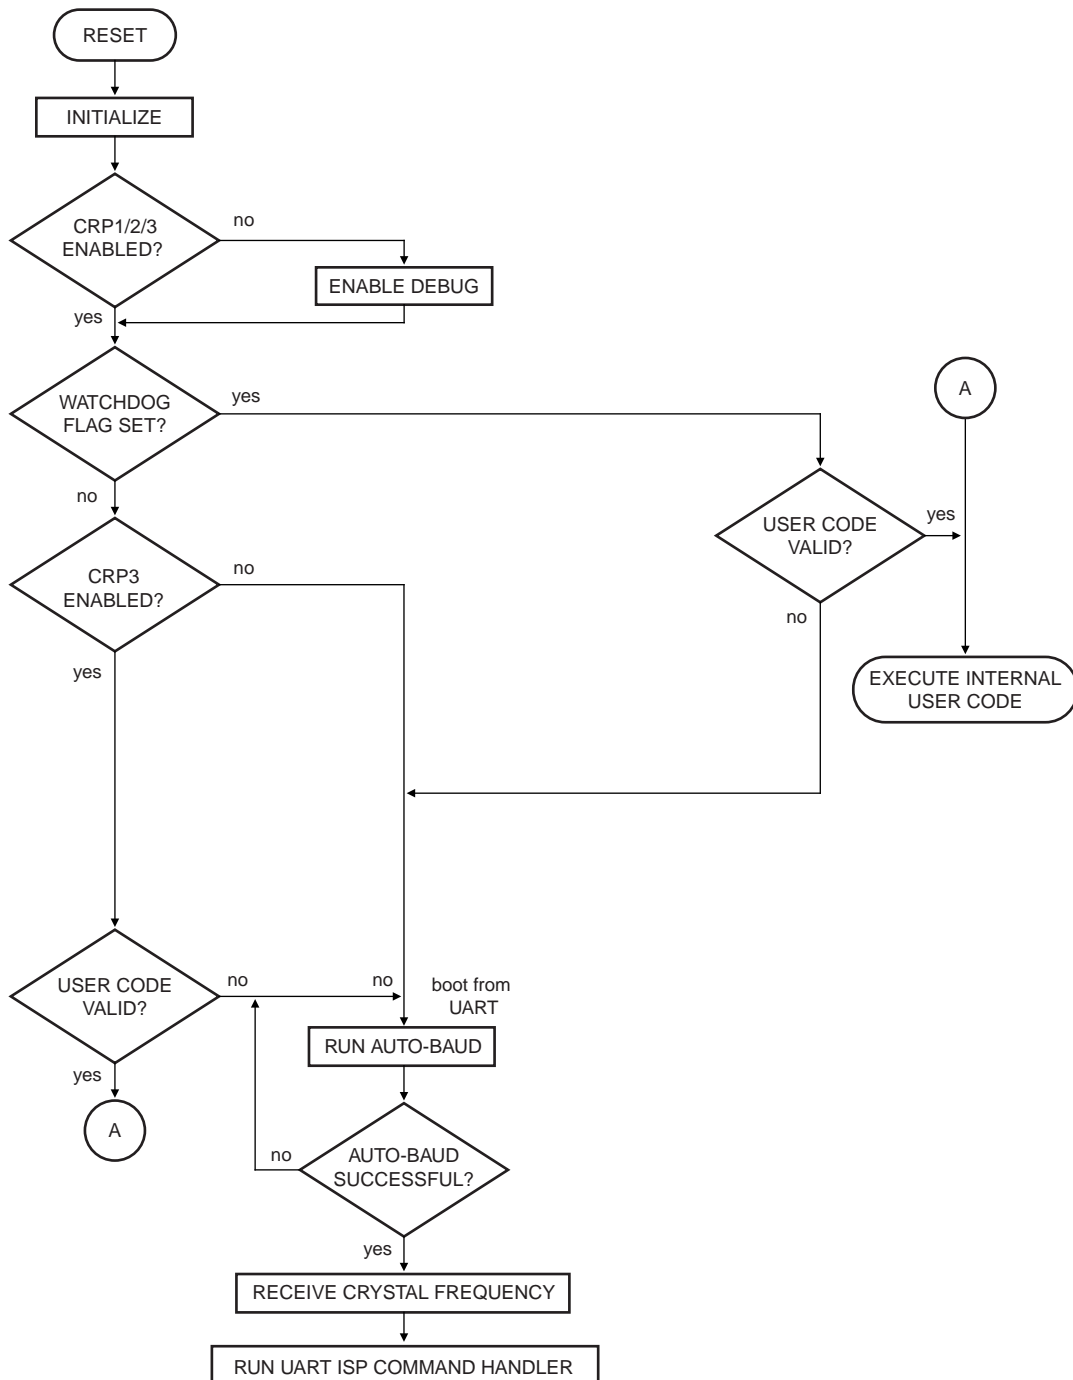 RESET
INITIALIZE
CRP1/2/3
ENABLED?
no
ENABLE DEBUG
yes
WATCHDOG
FLAG SET?
yes
A
no
USER CODE
VALID?
yes
no
CRP3
ENABLED?
no
yes
EXECUTE INTERNAL
USER CODE
USER CODE
VALID?
no
no
boot from
UART
RUN AUTO-BAUD
yes
A
no
AUTO-BAUD
SUCCESSFUL?
yes
RECEIVE CRYSTAL FREQUENCY
RUN UART ISP COMMAND HANDLER